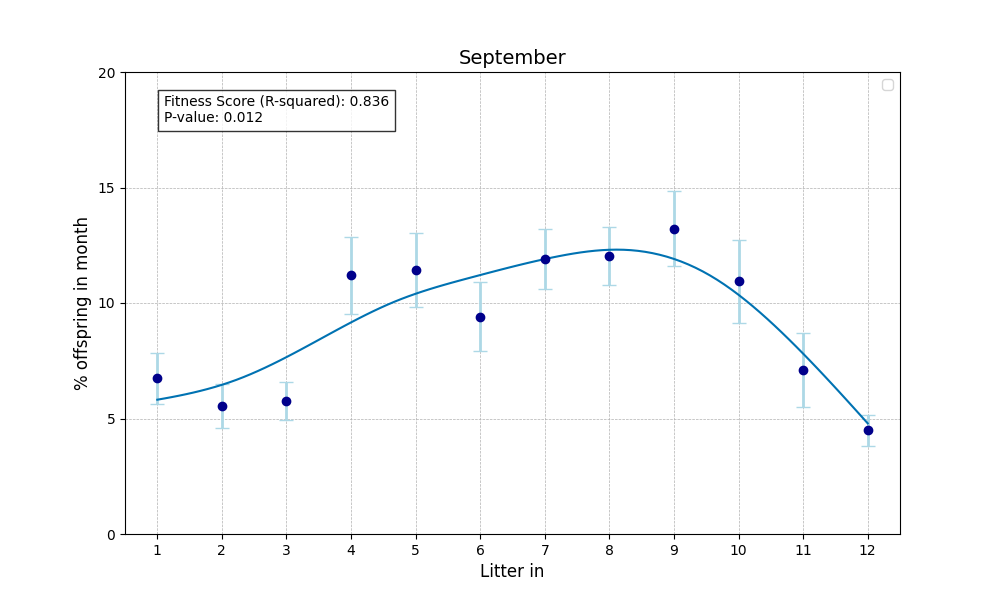 September
Fitness Score (R-squared): 0.836
P-value: 0.012
% offspring in month
20
15
10
5
0
1 2 3 4 5 6 7 8 9 10 11 12
Litter in